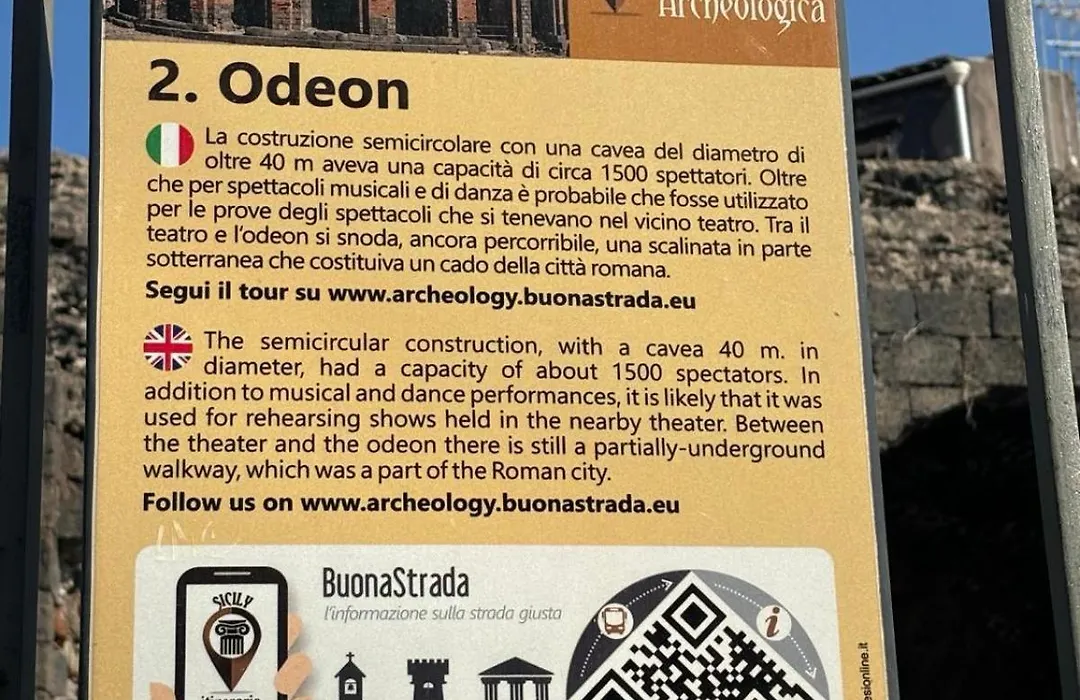 Archeologica
2. Odeon
La costruzione semicircolare con una cavea del diametro di
oltre 40 m aveva una capacità di circa 1500 spettatori. Oltre
che per spettacoli musicali e di danza è probabile che fosse utilizzato
per le prove degli spettacoli che si tenevano nel vicino teatro. Tra il
teatro e l'odeon si snoda, ancora percorribile, una scalinata in parte
sotterranea che costituiva un cado della città romana.
Segui il tour su www.archeology.buonastrada.eu
The semicircular construction, with a cavea 40 m. in
diameter, had a capacity of about 1500 spectators. In
addition to musical and dance performances, it is likely that it was
used for rehearsing shows held in the nearby theater. Between
the theater and the odeon there is still a partially-underground
walkway, which was a part of the Roman city.
Follow us on www.archeology.buonastrada.eu
BuonaStrada
l'informazione sulla strada giusta
SICILY
i